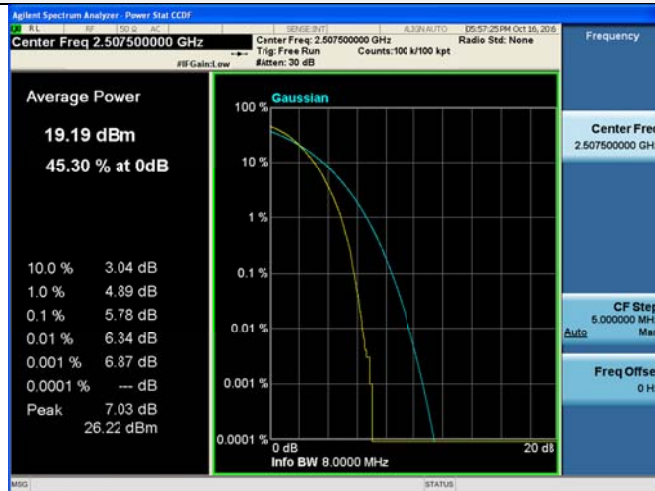 Agilent Spectrum Analyzer - Power Stat CCDF
RL RF 50 Ω AC SENSE:INT ALIGN AUTO 05:57:25 PM Oct 16, 206
Center Freq 2.507500000 GHz
Center Freq: 2.507500000 GHz Radio Std: None
Trig: Free Run Counts:100 k/100 kpt
#IFGain:Low #Atten: 30 dB
Frequency
Average Power
19.19 dBm
45.30 % at 0dB
10.0 % 3.04 dB
1.0 % 4.89 dB
0.1 % 5.78 dB
0.01 % 6.34 dB
0.001 % 6.87 dB
0.0001 % --- dB
Peak 7.03 dB
26.22 dBm
Gaussian
100 %
10 %
1 %
0.1 %
0.01 %
0.001 %
0.0001 %
0 dB 20 dB
Info BW 8.0000 MHz
Center Fre
2.507500000 GH
CF Step
5.000000 MH
Auto Ma
Freq Offse
0 H
MSG STATUS